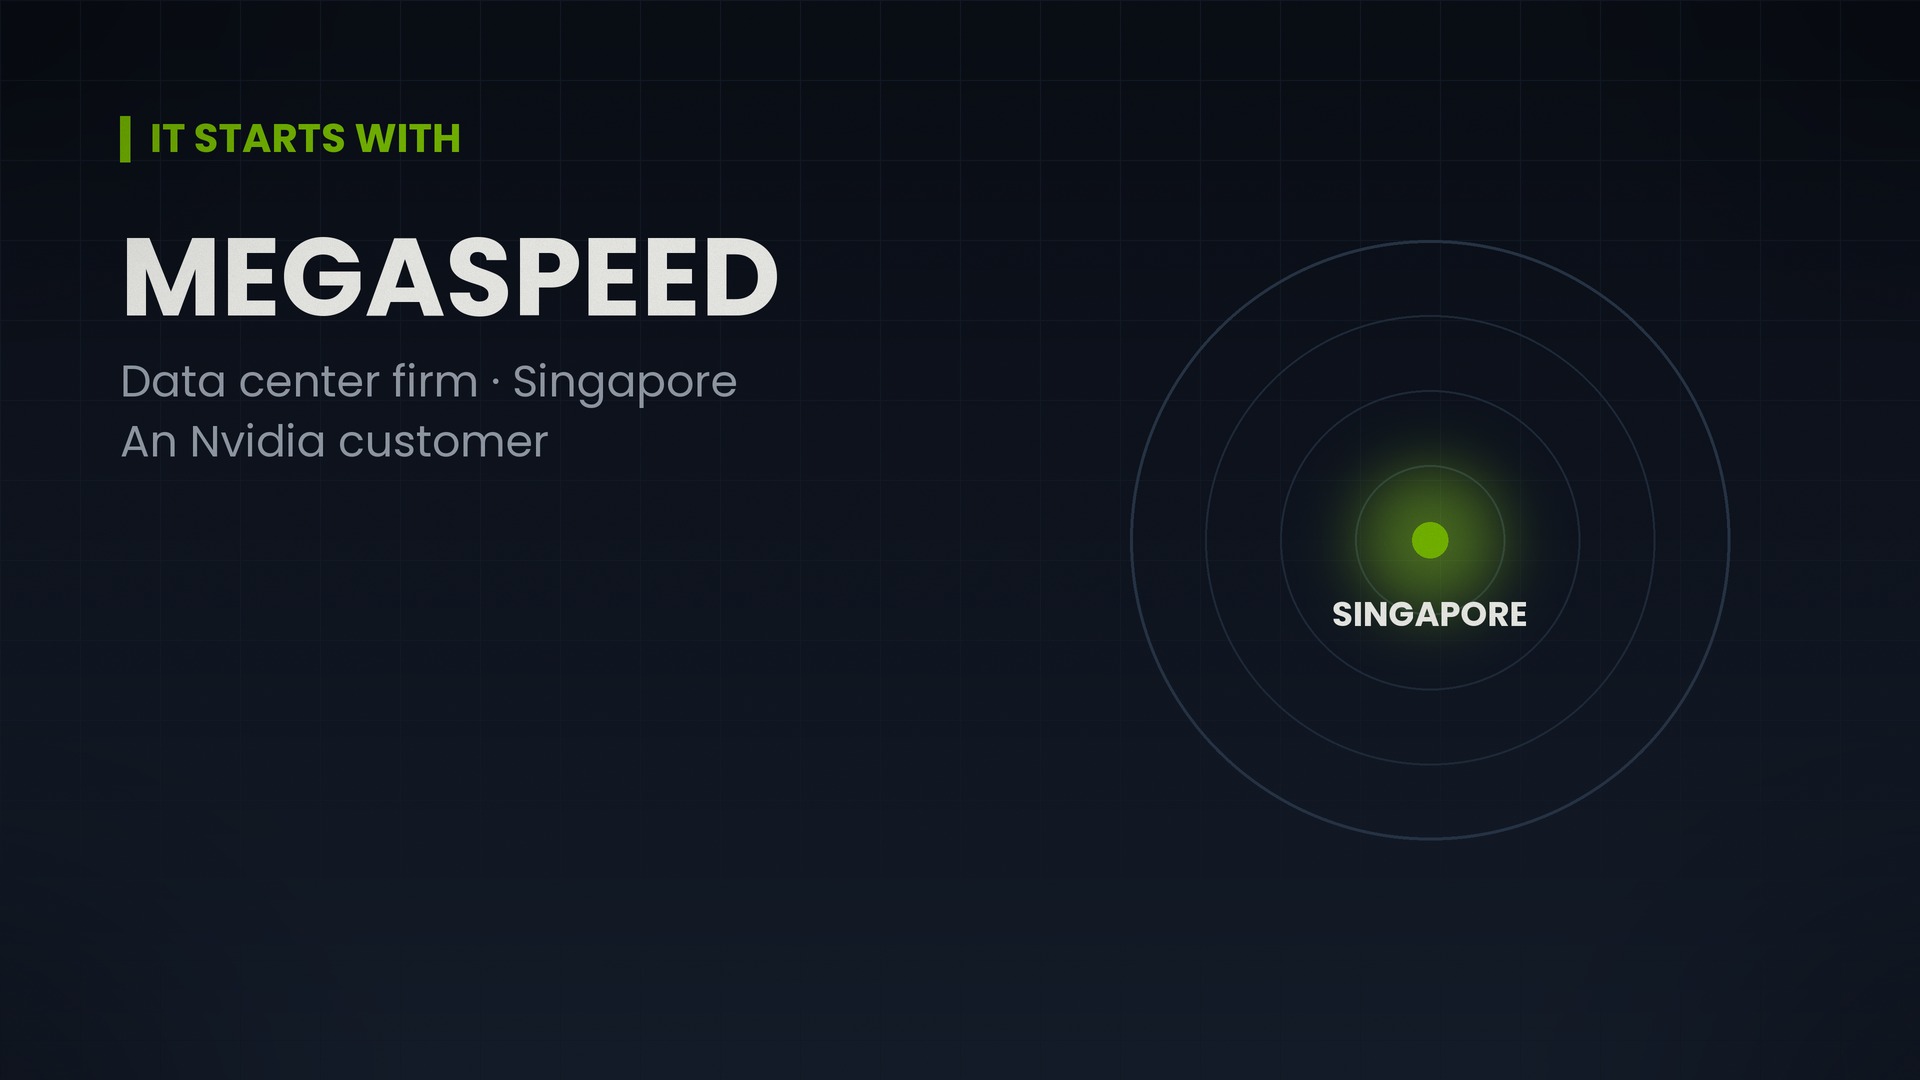 IT STARTS WITH
MEGASPEED
Data center firm · Singapore
An Nvidia customer
SINGAPORE